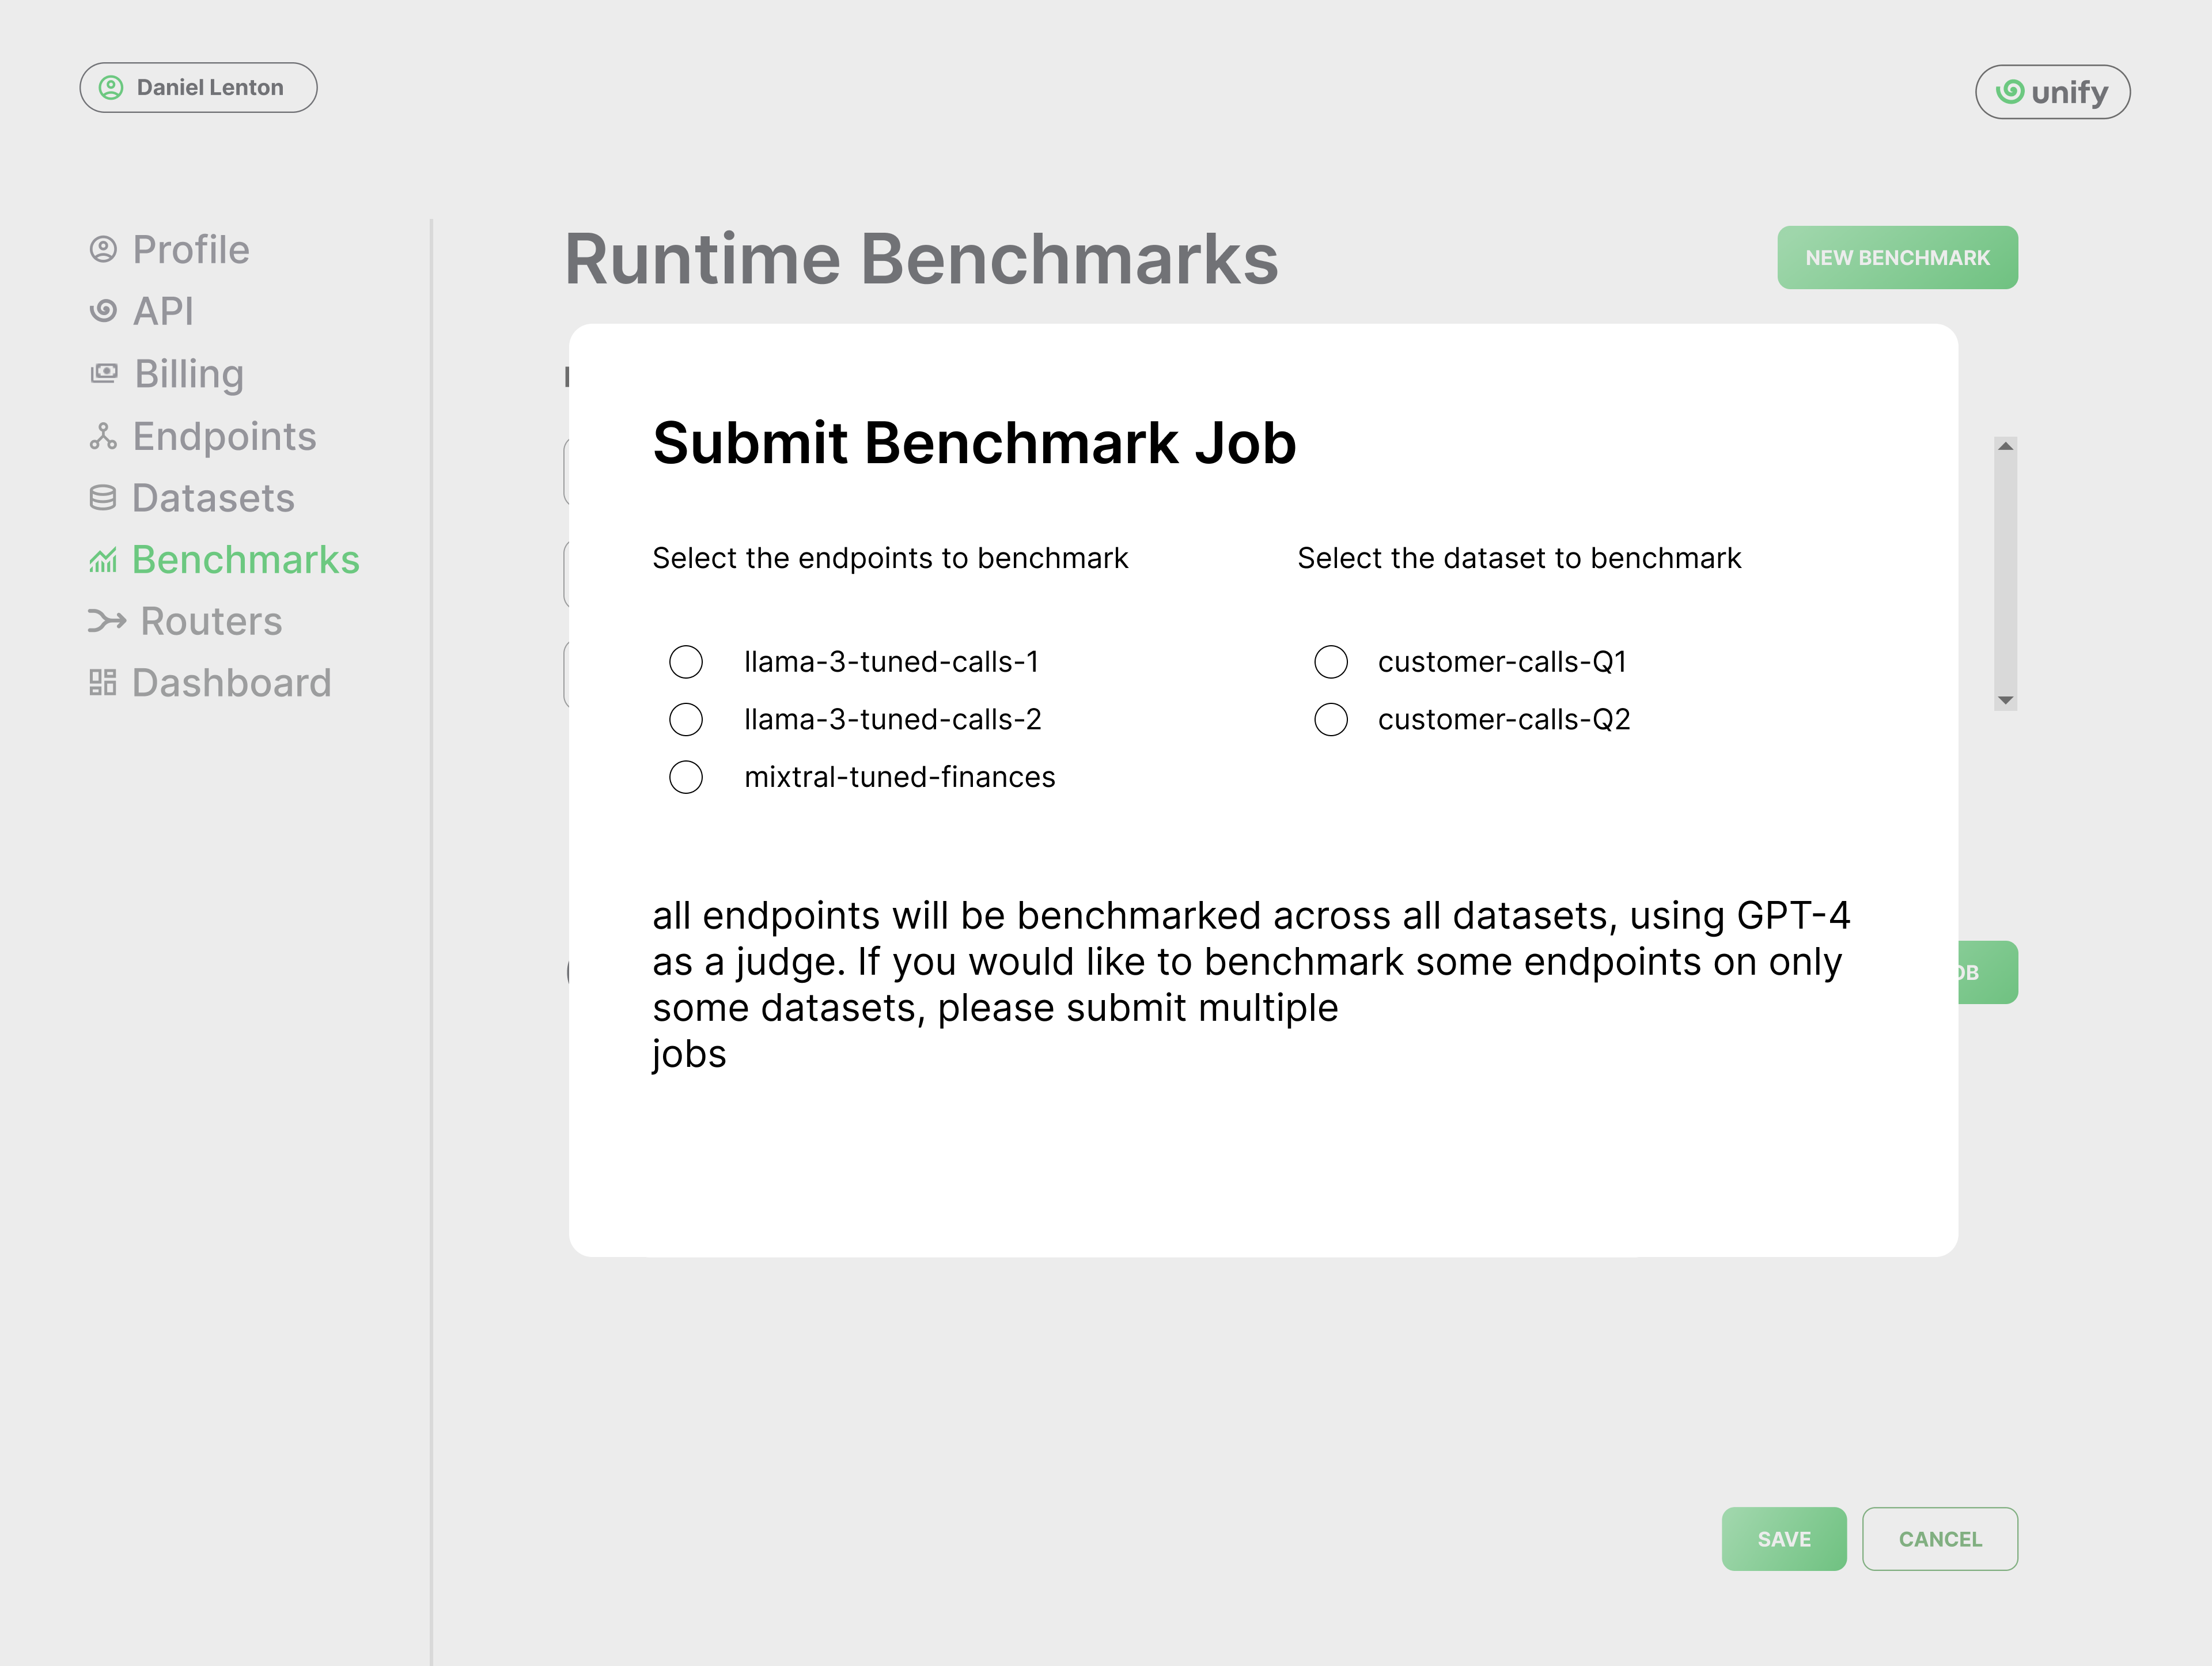 Daniel Lenton
unify
Profile
API
Billing
Endpoints
Datasets
Benchmarks
Routers
Dashboard
Runtime Benchmarks
NEW BENCHMARK
Submit Benchmark Job
Select the endpoints to benchmark
llama-3-tuned-calls-1
llama-3-tuned-calls-2
mixtral-tuned-finances
Select the dataset to benchmark
customer-calls-Q1
customer-calls-Q2
all endpoints will be benchmarked across all datasets, using GPT-4
as a judge. If you would like to benchmark some endpoints on only
some datasets, please submit multiple
jobs
SAVE
CANCEL